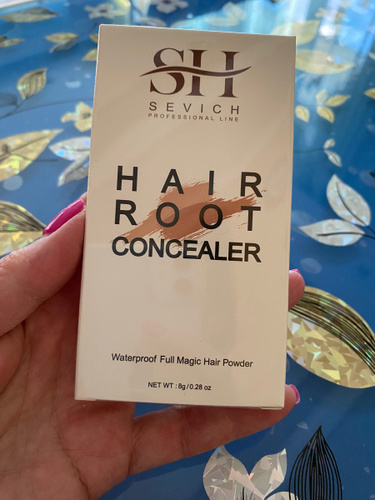 SH
SEVICH
PROFESSIONAL LINE
HAIR
ROOT
CONCEALER
Waterproof Full Magic Hair Powder
NET WT : 8g/0.28 oz